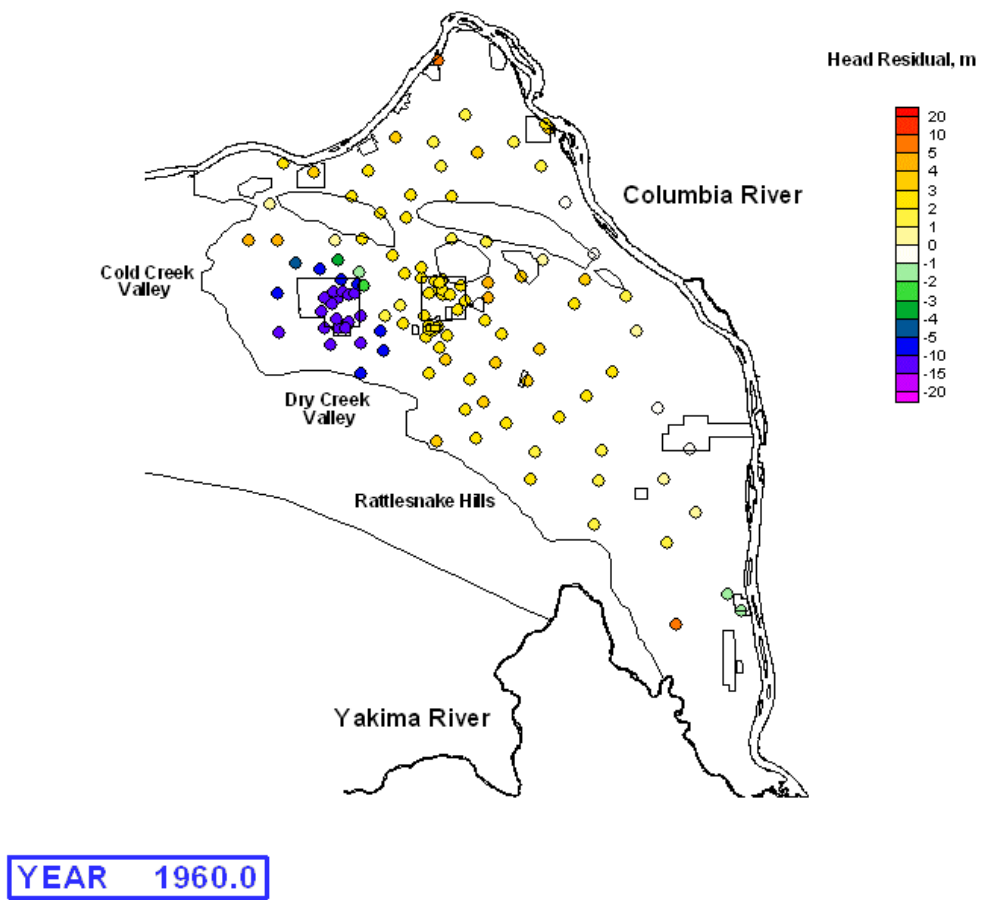 Head Residual, m
20
10
5
4
3
2
1
0
-1
-2
-3
-4
-5
-10
-15
-20
Columbia River
Cold Creek
Valley
Dry Creek
Valley
Rattlesnake Hills
Yakima River
YEAR 1960.0